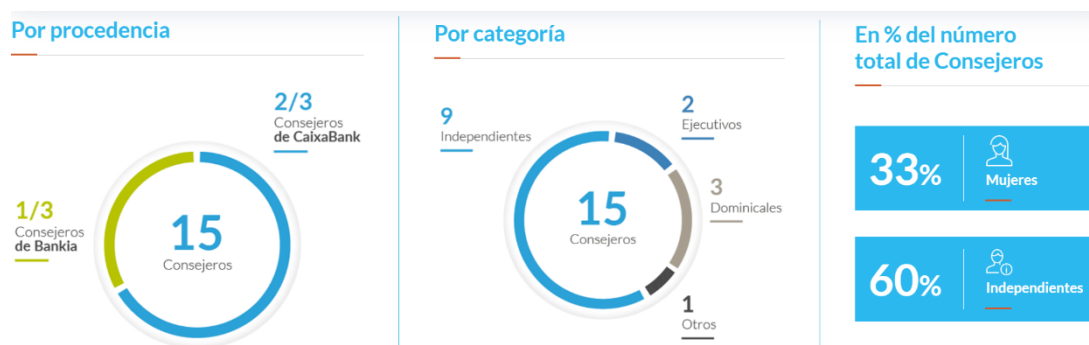 Por procedencia
2/3
Consejeros
de CaixaBank
1/3
Consejeros
de Bankia
15
Consejeros
Por categoría
9
Independientes
2
Ejecutivos
3
Dominicales
15
Consejeros
1
Otros
En % del número
total de Consejeros
33%
Mujeres
60%
Independientes